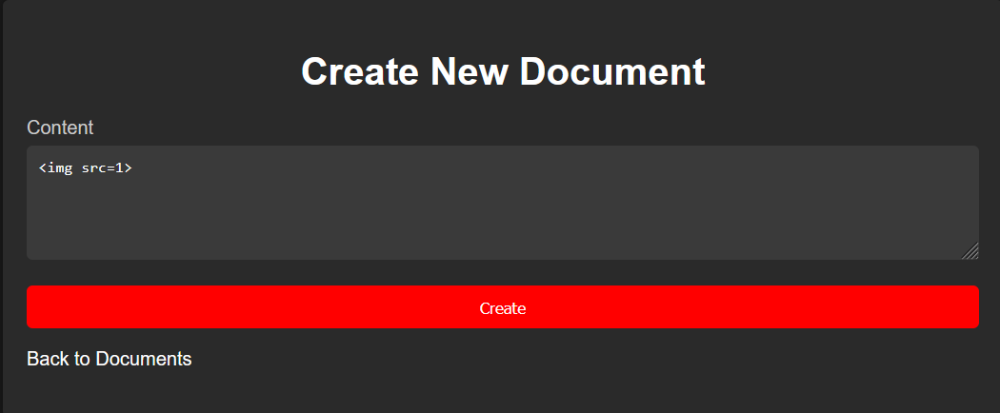 Create New Document
Content
<img src=1>
Create
Back to Documents